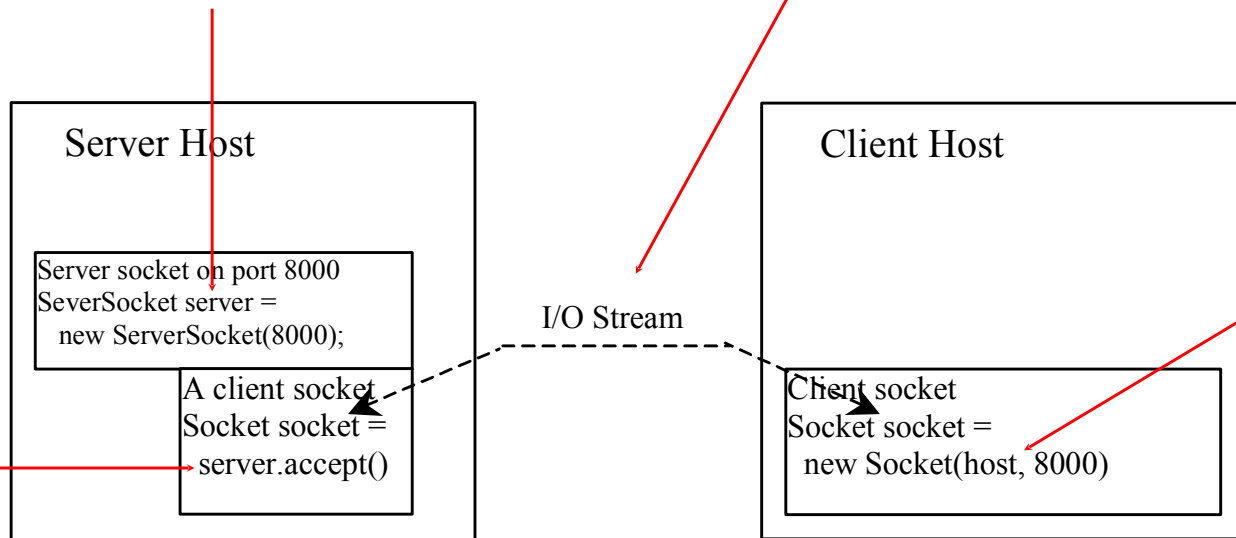 Server Host
Server socket on port 8000
SeverSocket server =
new ServerSocket(8000);
A client socket
Socket socket =
server.accept()
I/O Stream
Client Host
Client socket
Socket socket =
new Socket(host, 8000)